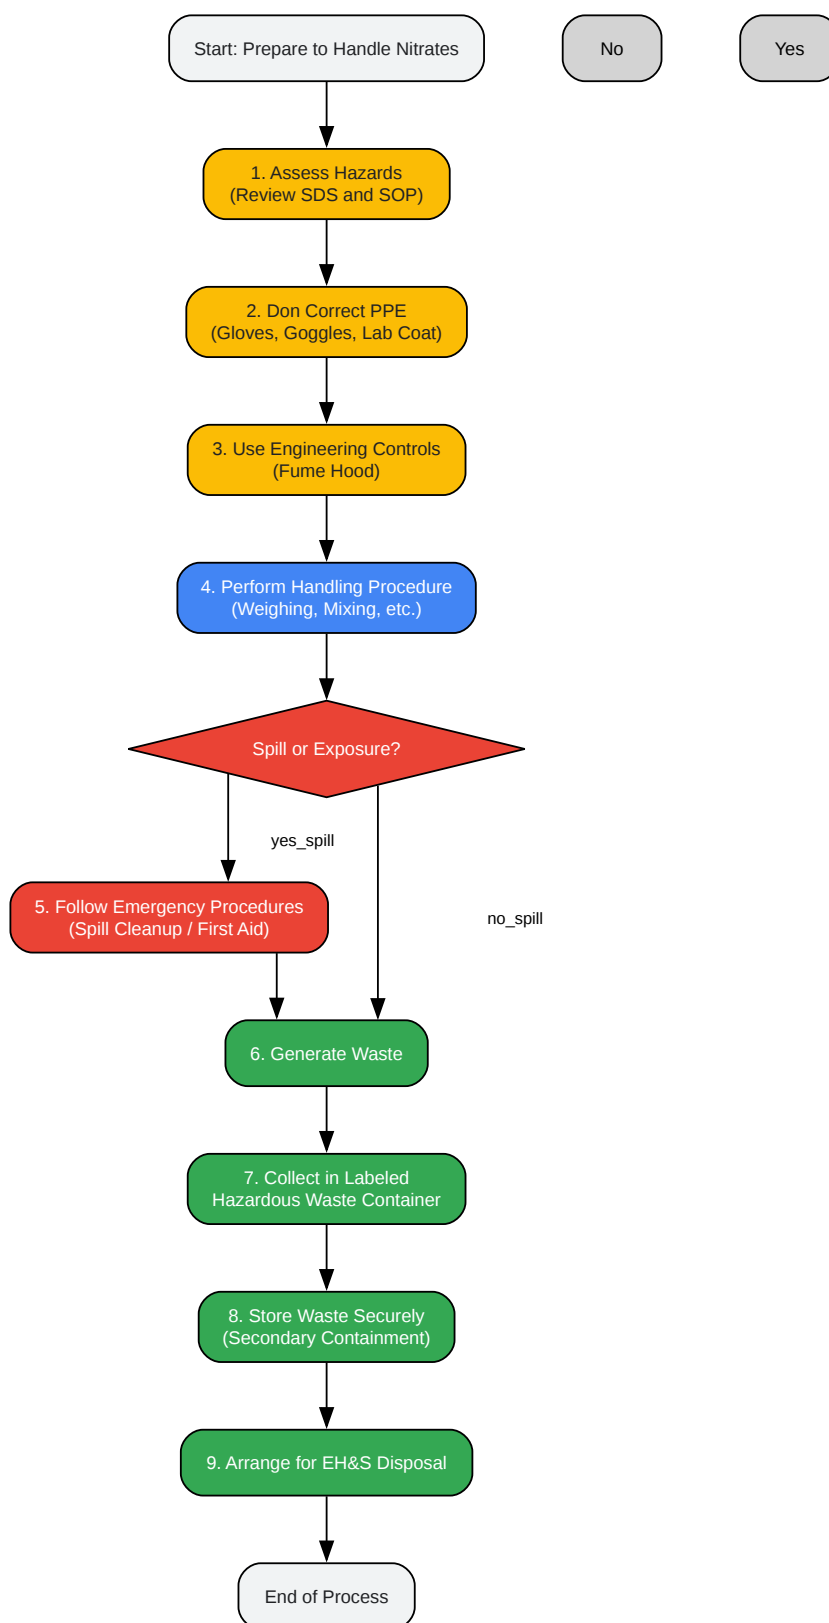 Start: Prepare to Handle Nitrates
No
Yes
1. Assess Hazards
(Review SDS and SOP)
2. Don Correct PPE
(Gloves, Goggles, Lab Coat)
3. Use Engineering Controls
(Fume Hood)
4. Perform Handling Procedure
(Weighing, Mixing, etc.)
Spill or Exposure?
yes_spill
5. Follow Emergency Procedures
(Spill Cleanup / First Aid)
no_spill
6. Generate Waste
7. Collect in Labeled
Hazardous Waste Container
8. Store Waste Securely
(Secondary Containment)
9. Arrange for EH&S Disposal
End of Process